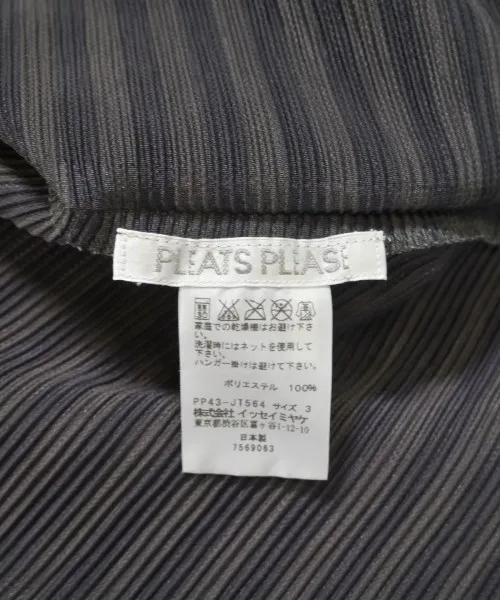 PLEATS PLEASE
家庭での乾燥機はお避け下さ
い。
洗濯時にはネットを使用して
下さい。
ハンガー掛けは避けて下さい。
ポリエステル 100%
PP43-JT564 サイズ 3
株式会社 イッセイミヤケ
東京都渋谷区富ヶ谷1-12-10
日本製
7569083